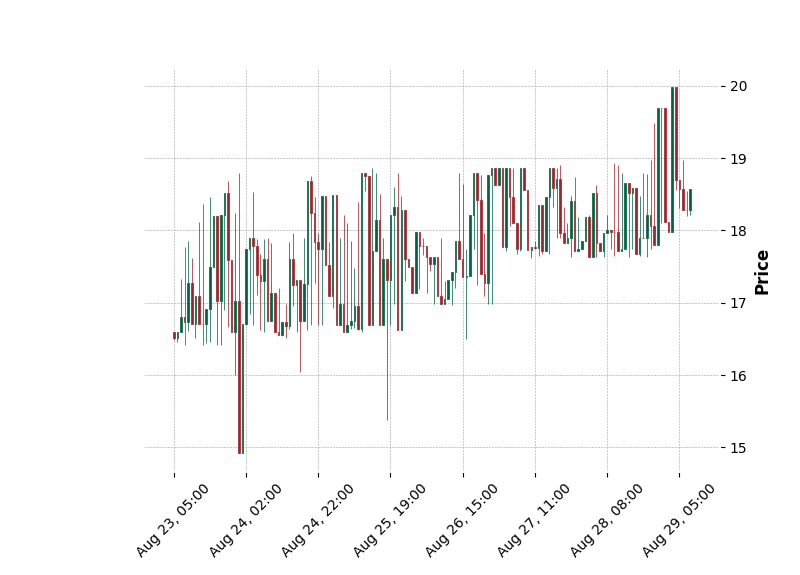 20
19
18
17
16
15
Price
Aug 23, 05:00
Aug 24, 02:00
Aug 24, 22:00
Aug 25, 19:00
Aug 26, 15:00
Aug 27, 11:00
Aug 28, 08:00
Aug 29, 05:00